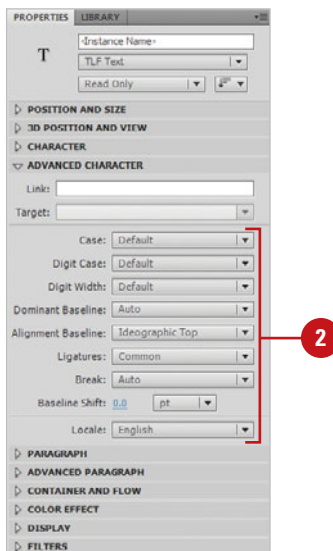 PROPERTIES LIBRARY
T
<Instance Name>
TLF Text
Read Only
POSITION AND SIZE
3D POSITION AND VIEW
CHARACTER
ADVANCED CHARACTER
Link:
Target:
Case: Default
Digit Case: Default
Digit Width: Default
Dominant Baseline: Auto
Alignment Baseline: Ideographic Top
Ligatures: Common
2
Break: Auto
Baseline Shift: 0.0 pt
Locale: English
PARAGRAPH
ADVANCED PARAGRAPH
CONTAINER AND FLOW
COLOR EFFECT
DISPLAY
FILTERS